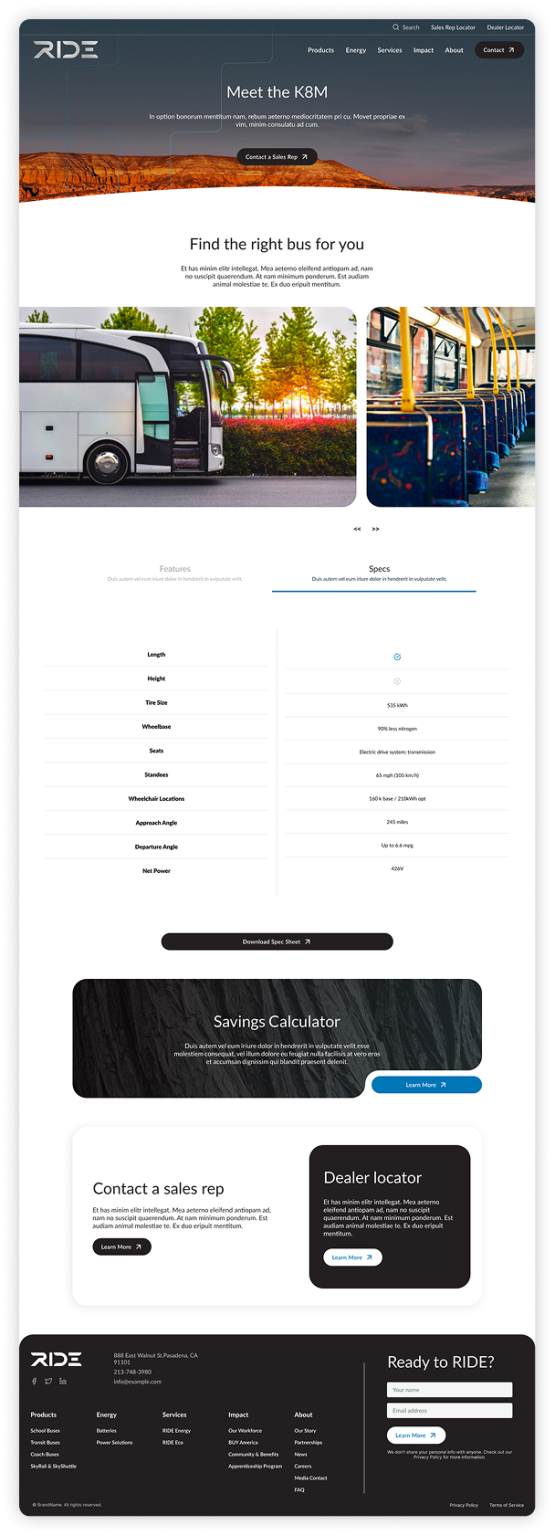 Search Sales Rep Locator Dealer Locator
RIDE Products Energy Services Impact About Contact
Meet the K8M
In option bonorum mentitum nam, rebum aeterno mediocritatem pri cu. Movet propriae ex
vim, minim consulatu ad cum.
Contact a Sales Rep
Find the right bus for you
Et has minim elitr intellegat. Mea aeterno eleifend antiopam ad, nam
no suscipit quaerendum. At nam minimum ponderum. Est audiam
animal molestiae te. Ex duo eripuit mentitum.
<< >>
Features
Duis autem vel eum iriure dolor in hendrerit in vulputate velit,
Specs
Duis autem vel eum iriure dolor in hendrerit in vulputate velit,
Length
Height
Tire Size 535 kWh
Wheelbase 90% less nitrogen
Seats Electric drive system; transmission
Standees 65 mph (105 km/h)
Wheelchair Locations 160 k base / 210kWh opt
Approach Angle 245 miles
Departure Angle Up to 6.6 mpg
Net Power 426V
Download Spec Sheet
Savings Calculator
Duis autem vel eum iriure dolor in hendrerit in vulputate velit esse
molestiem consequat, vel illum dolore eu feugiat nulla facilisis at vero eros
et accumsan dignissim qui blandit praesent delenit.
Learn More
Contact a sales rep
Et has minim elitr intellegat. Mea aeterno eleifend antiopam ad,
nam no suscipit quaerendum. At nam minimum ponderum. Est
audiam animal molestiae te. Ex duo eripuit mentitum.
Learn More
Dealer locator
Et has minim elitr intellegat. Mea aeterno
eleifend antiopam ad, nam no suscipit
quaerendum. At nam minimum ponderum. Est
audiam animal molestiae te. Ex duo eripuit
mentitum.
Learn More
RIDE
888 East Walnut St.Pasadena, CA
91101
213-748-3980
info@example.com
Products
School Buses
Transit Buses
Coach Buses
SkyRail & SkyShuttle
Energy
Batteries
Power Solutions
Services
RIDE Energy
RIDE Eco
Impact
Our Workforce
BUY America
Community & Benefits
Apprenticeship Program
About
Our Story
Partnerships
News
Careers
Media Contact
FAQ
Ready to RIDE?
Your name
Email address
Learn More
We don't share your personal info with anyone. Check out our
Privacy Policy for more information.
© BrandName. All rights reserved.
Privacy Policy Terms of Service